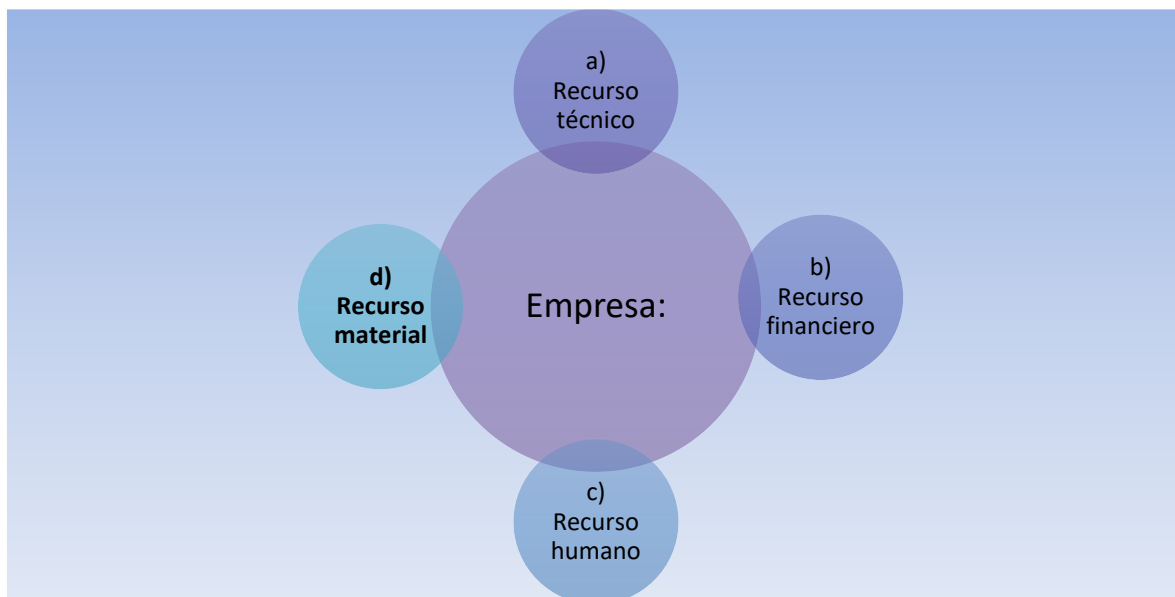 a)
Recurso
técnico
d)
Recurso
material
Empresa:
b)
Recurso
financiero
c)
Recurso
humano